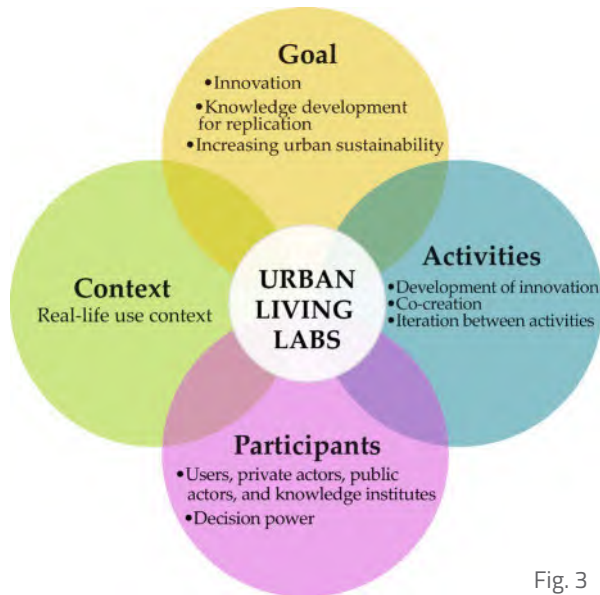 Goal
•Innovation
•Knowledge development
for replication
•Increasing urban sustainability
Context
Real-life use context
URBAN
LIVING
LABS
Activities
•Development of innovation
•Co-creation
•Iteration between activities
Participants
•Users, private actors, public
actors, and knowledge institutes
•Decision power
Fig. 3